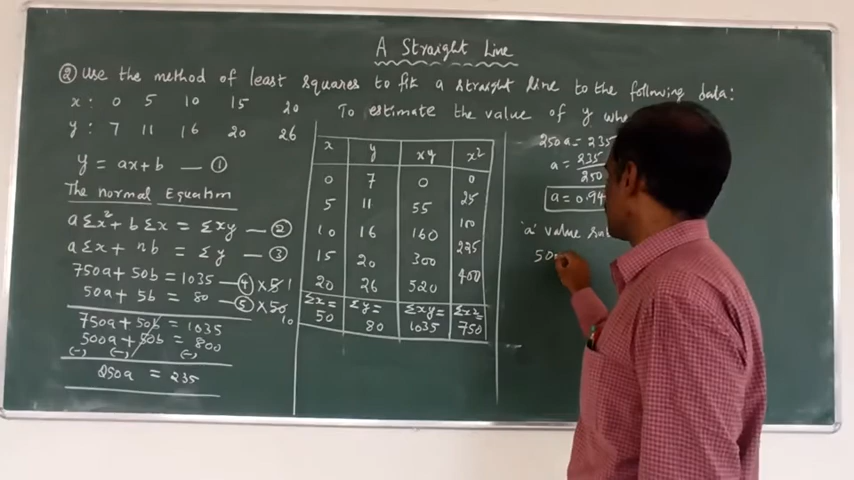 A Straight Line
② Use the method of least squares to fit a straight line to the following data:
x : 0 5 10 15 20
To estimate the value of y
y : 7 11 16 20 26
y = ax+b — ①
The normal Equation
aΣx² + bΣx = Σxy — ②
aΣx + nb = Σy — ③
750a + 50b = 1035 — ④ × 5 1
50a + 5b = 80 — ⑤ × 50 10
750a + 50b = 1035
500a + 50b = 800
(-) (-) (-)
250a = 235
x y xy x²
0 7 0 0
5 11 55 25
10 16 160 100
15 20 300 225
20 26 520 400
Σx= 50 Σy= 80 Σxy= 1035 Σx²= 750
250a = 235
a = 235/250
a = 0.94
'a' value
50